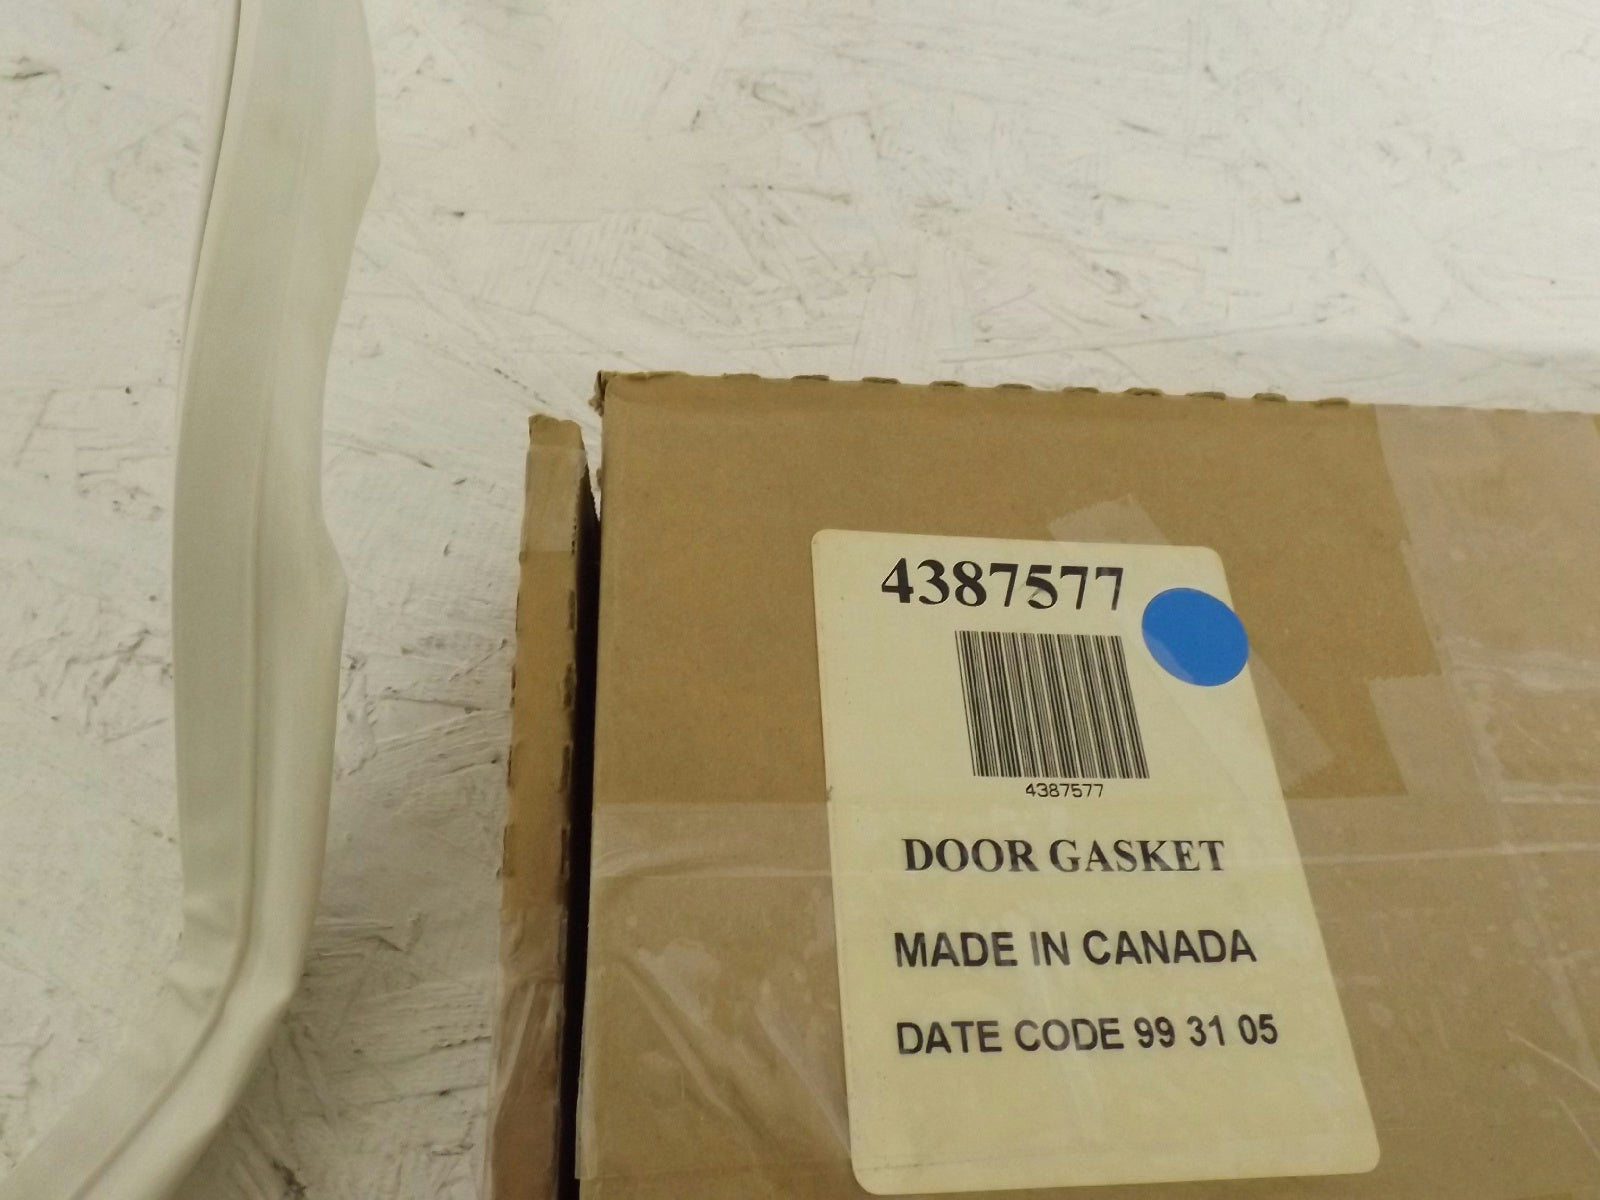 4387577
4387577
DOOR GASKET
MADE IN CANADA
DATE CODE 99 31 05